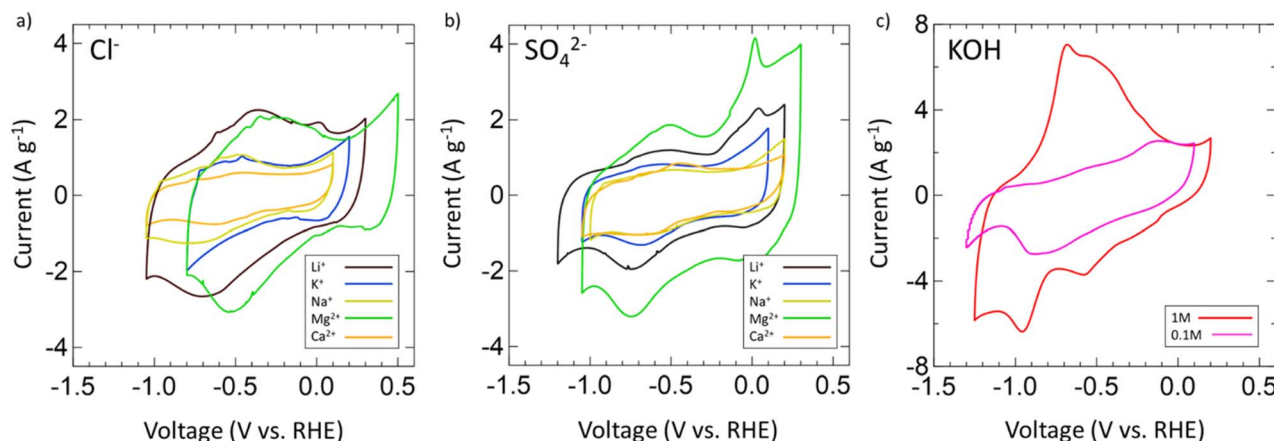 a)
Cl-
Current (A g-1)
4
2
0
-2
-4
-1.5
-1.0
-0.5
0.0
0.5
Voltage (V vs. RHE)
Li+
K+
Na+
Mg2+
Ca2+
b)
SO42-
Current (A g-1)
4
2
0
-2
-4
-1.5
-1.0
-0.5
0.0
0.5
Voltage (V vs. RHE)
Li+
K+
Na+
Mg2+
Ca2+
c)
KOH
Current (A g-1)
8
4
0
-4
-8
-1.5
-1.0
-0.5
0.0
0.5
Voltage (V vs. RHE)
1M
0.1M